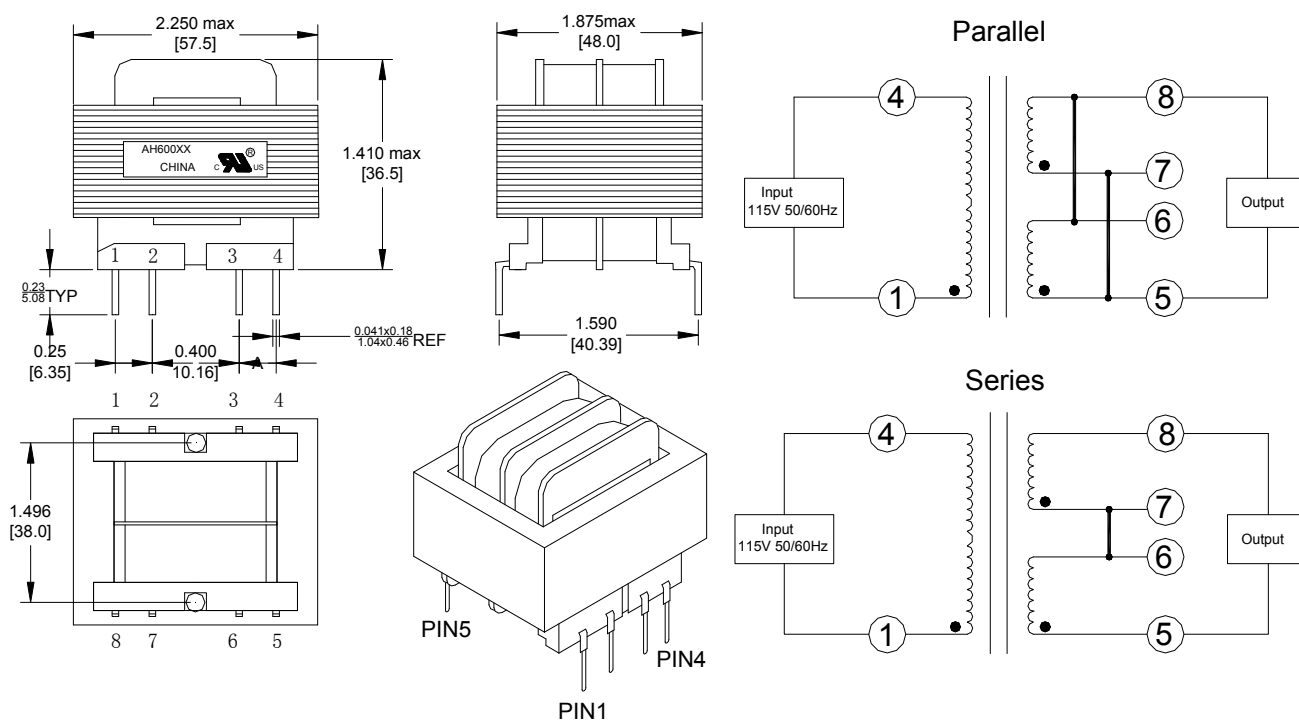 2.250 max
[57.5]
AH600XX
CHINA
C
®
US
1.410 max
[36.5]
1 2 3 4
0.23
5.08 TYP
0.25
[6.35]
0.400
10.16
A
0.041x0.18
1.04x0.46 REF
1.875max
[48.0]
1.590
[40.39]
1 2 3 4
1.496
[38.0]
8 7 6 5
PIN5
PIN4
PIN1
Parallel
4
8
7
6
Input
115V 50/60Hz
Output
1
5
Series
4
8
7
6
Input
115V 50/60Hz
Output
1
5